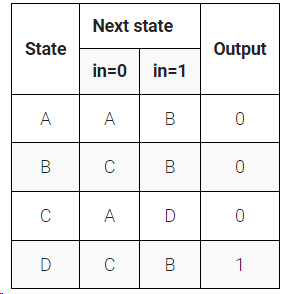 State Next state Output
in=0 in=1
A A B 0
B C B 0
C A D 0
D C B 1